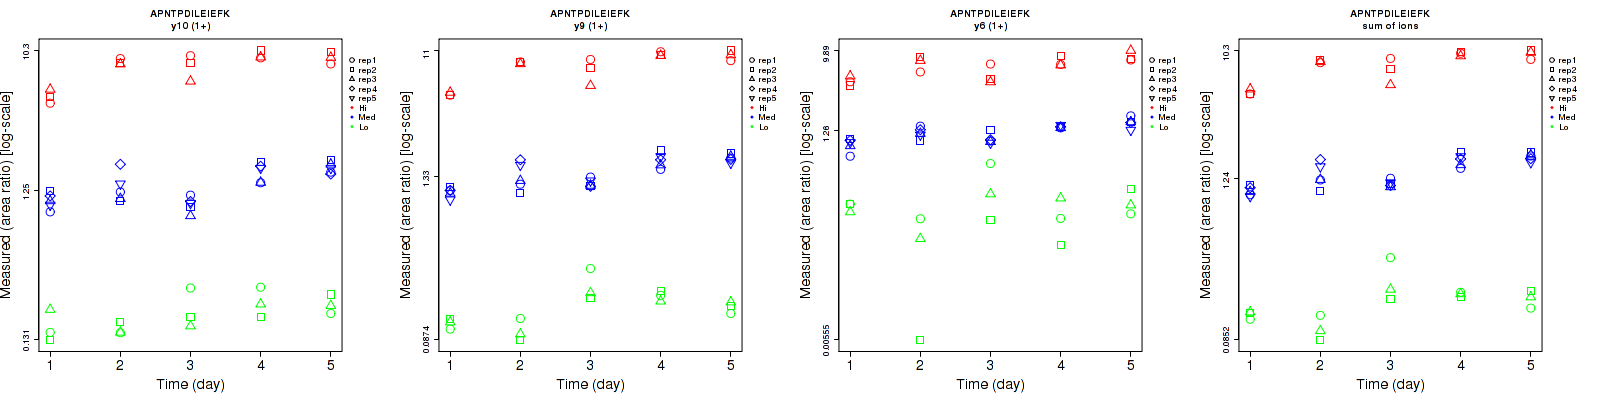 APNTPDILEIEFK
y10 (1+)
Measured (area ratio) [log-scale]
10.3
1.25
0.131
1 2 3 4 5
Time (day)
rep1
rep2
rep3
rep4
rep5
Hi
Med
Lo
APNTPDILEIEFK
y9 (1+)
Measured (area ratio) [log-scale]
11
1.33
0.0874
1 2 3 4 5
Time (day)
rep1
rep2
rep3
rep4
rep5
Hi
Med
Lo
APNTPDILEIEFK
y6 (1+)
Measured (area ratio) [log-scale]
9.89
1.26
0.00555
1 2 3 4 5
Time (day)
rep1
rep2
rep3
rep4
rep5
Hi
Med
Lo
APNTPDILEIEFK
sum of ions
Measured (area ratio) [log-scale]
10.3
1.24
0.0852
1 2 3 4 5
Time (day)
rep1
rep2
rep3
rep4
rep5
Hi
Med
Lo